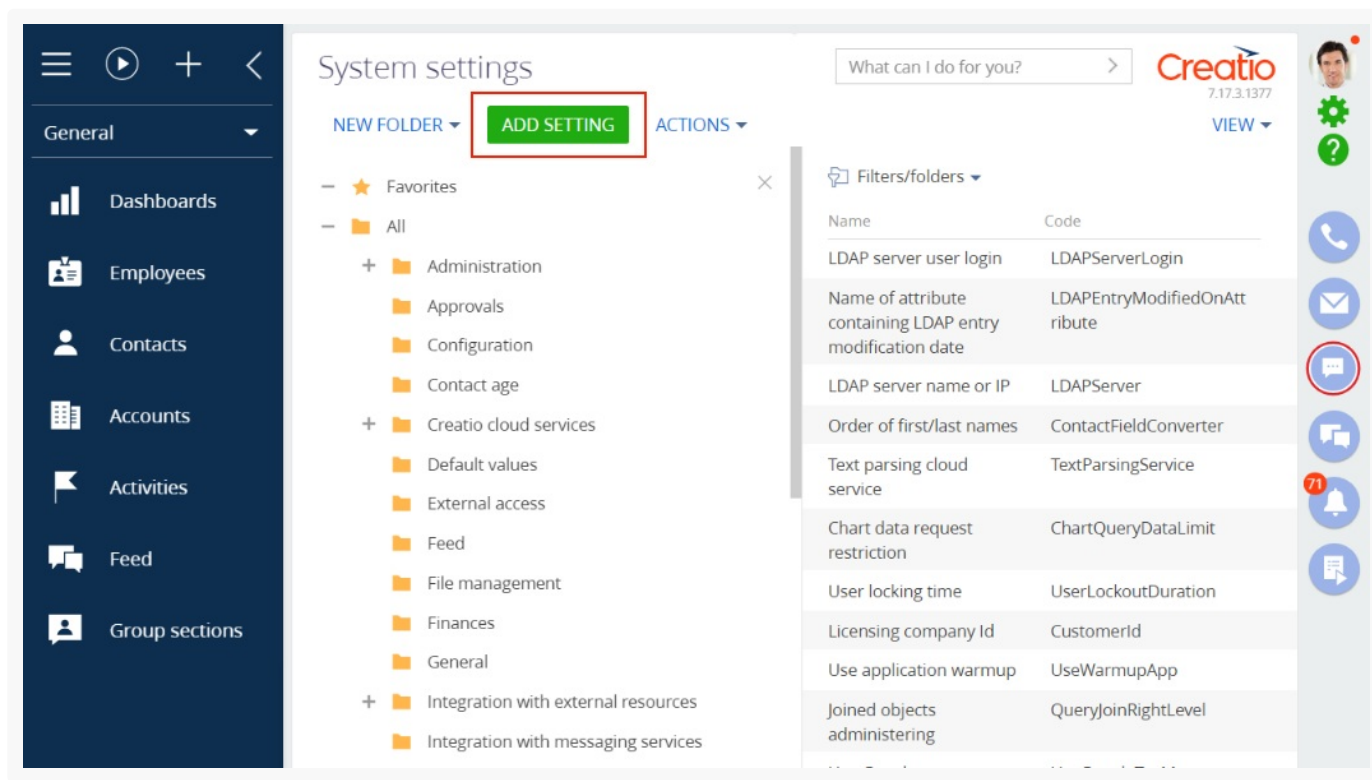 System settings
What can I do for you?
Creatio
7.17.3.1377
General
NEW FOLDER
ADD SETTING
ACTIONS
VIEW
Dashboards
Employees
Contacts
Accounts
Activities
Feed
Group sections
Favorites
All
Administration
Approvals
Configuration
Contact age
Creatio cloud services
Default values
External access
Feed
File management
Finances
General
Integration with external resources
Integration with messaging services
Filters/folders
Name Code
LDAP server user login LDAPServerLogin
Name of attribute LDAPEntryModifiedOnAtt
containing LDAP entry ribute
modification date
LDAP server name or IP LDAPServer
Order of first/last names ContactFieldConverter
Text parsing cloud TextParsingService
service
Chart data request ChartQueryDataLimit
restriction
User locking time UserLockoutDuration
Licensing company Id CustomerId
Use application warmup UseWarmupApp
Joined objects QueryJoinRightLevel
administering
?
71